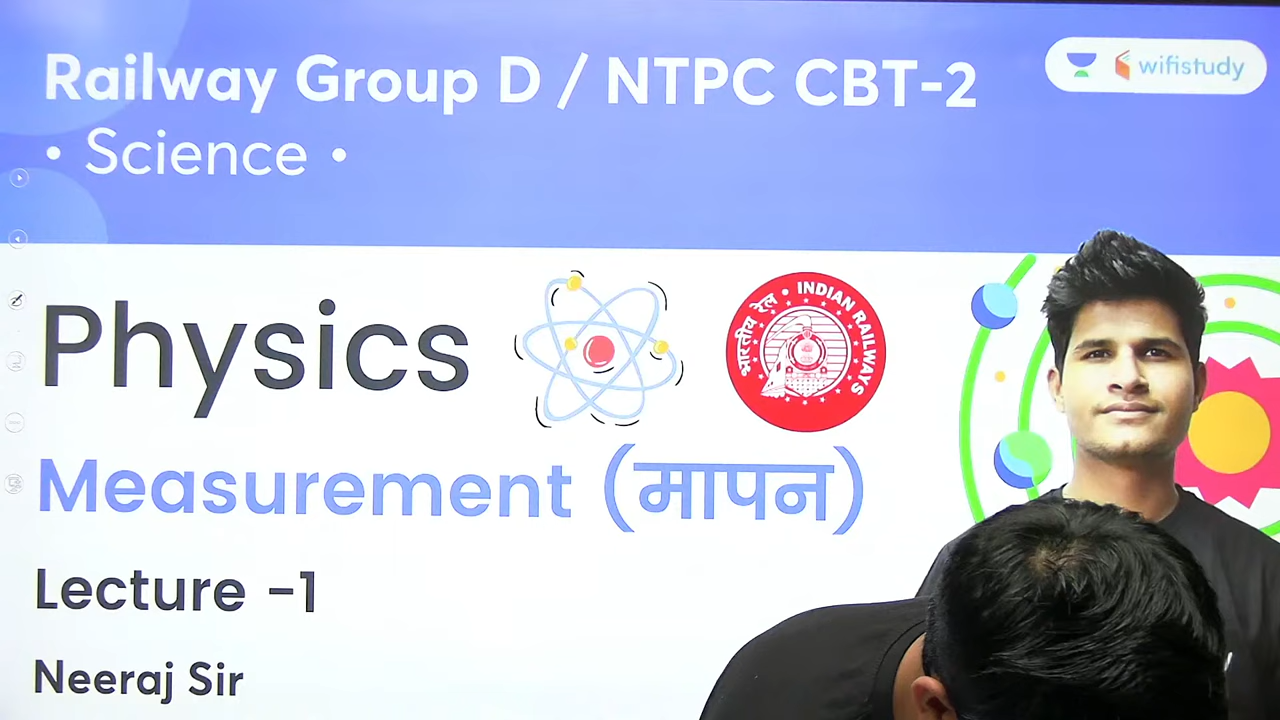 Railway Group D / NTPC CBT-2
wifistudy
• Science •
Physics
भारतीय रेल • INDIAN RAILWAYS
Measurement (मापन)
Lecture -1
Neeraj Sir